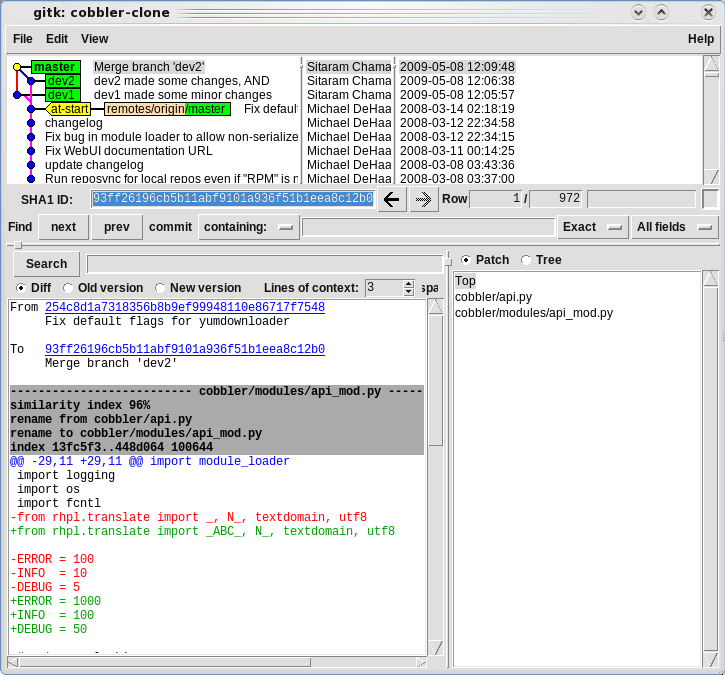 gitk: cobbler-clone
File Edit View Help
master Merge branch 'dev2' Sitaram Chama 2009-05-08 12:09:48
dev2 dev2 made some changes, AND Sitaram Chama 2009-05-08 12:06:38
dev1 dev1 made some minor changes Sitaram Chama 2009-05-08 12:05:57
at-start remotes/origin/master Fix defaul Michael DeHaa 2008-03-14 02:18:19
changelog Michael DeHaa 2008-03-12 22:34:58
Fix bug in module loader to allow non-serialize Michael DeHaa 2008-03-12 22:34:15
Fix WebUI documentation URL Michael DeHaa 2008-03-11 00:14:25
update changelog Michael DeHaa 2008-03-08 03:43:36
Run reposync for local repos even if "RPM" is n Michael DeHaa 2008-03-08 03:37:00
SHA1 ID: 93ff26196cb5b11abf9101a936f51b1eea8c12b0 Row 1 / 972
Find next prev commit containing: Exact All fields
Search
Patch Tree
Diff Old version New version Lines of context: 3 spa
Top
cobbler/api.py
cobbler/modules/api_mod.py
From 254c8d1a7318356b8b9ef99948110e86717f7548
Fix default flags for yumdownloader
To 93ff26196cb5b11abf9101a936f51b1eea8c12b0
Merge branch 'dev2'
-------------------------- cobbler/modules/api_mod.py -----
similarity index 96%
rename from cobbler/api.py
rename to cobbler/modules/api_mod.py
index 13fc5f3..448d064 100644
@@ -29,11 +29,11 @@ import module_loader
import logging
import os
import fcntl
-from rhpl.translate import _, N_, textdomain, utf8
+from rhpl.translate import _ABC_, N_, textdomain, utf8
-ERROR = 100
-INFO  = 10
-DEBUG = 5
+ERROR = 1000
+INFO  = 100
+DEBUG = 50